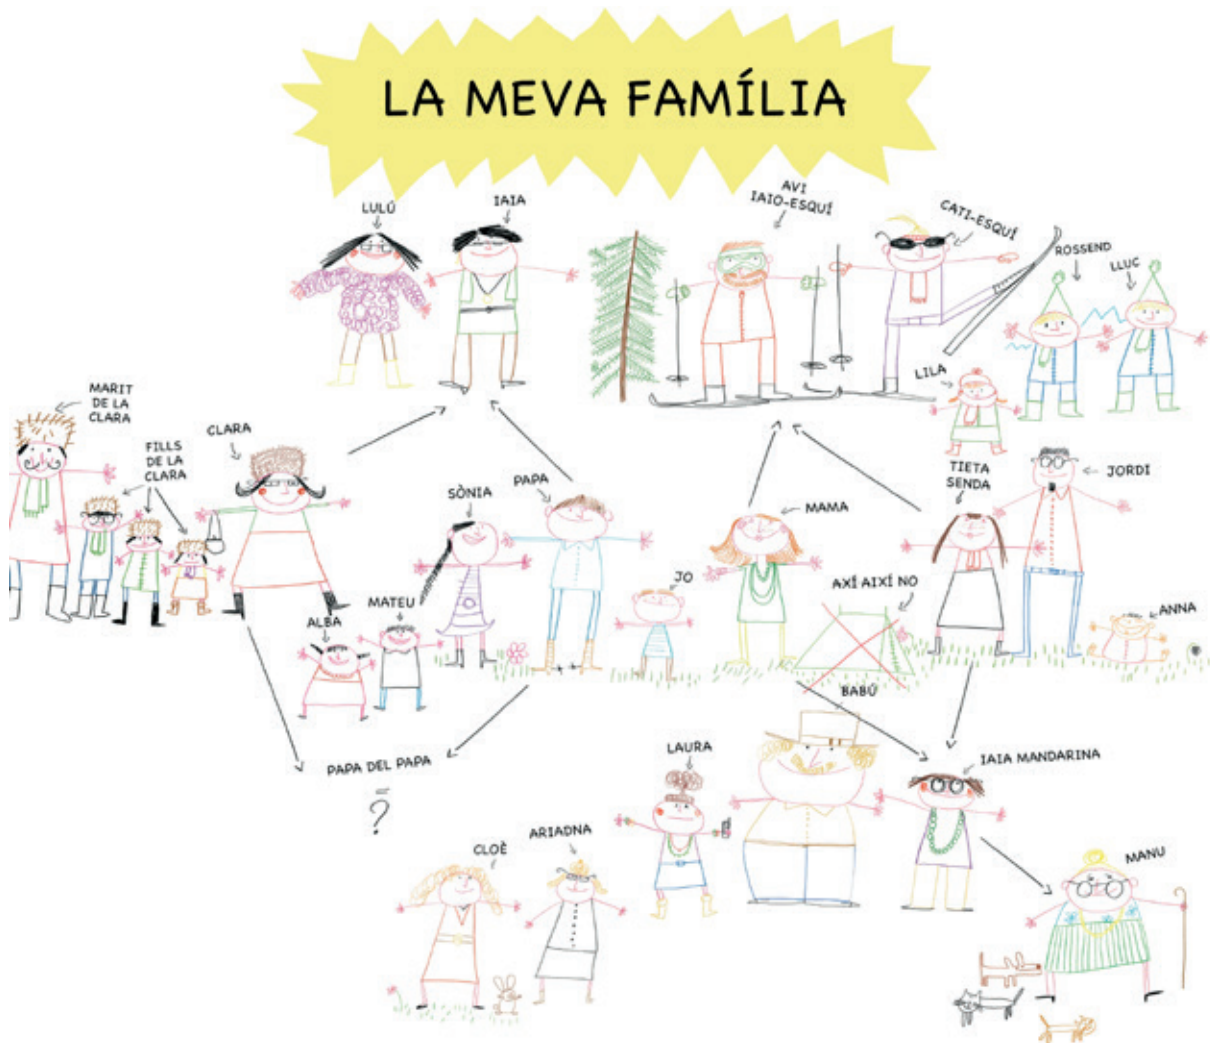 LA MEVA FAMÍLIA
LULÚ
IAIA
AVI
IAIO-ESQUÍ
CATI-ESQUÍ
ROSSEND
LLUC
LILA
MARIT
DE LA
CLARA
FILLS
DE LA
CLARA
CLARA
SÒNIA
PAPA
MAMA
TIETA
SENDA
JORDI
JO
AXÍ AIXÍ NO
ANNA
ALBA
MATEU
PAPA DEL PAPA
=
?
BABÚ
LAURA
IAIA MANDARINA
CLOÈ
ARIADNA
MANU